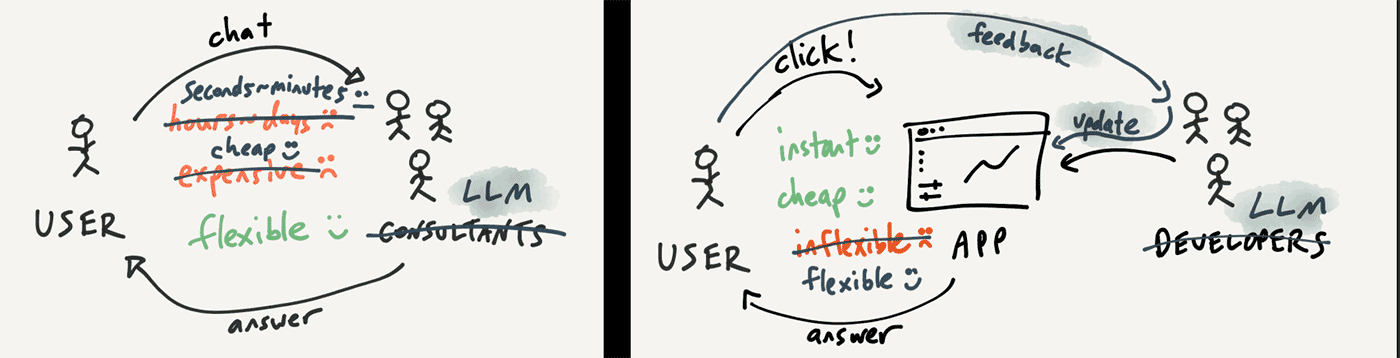 chat
seconds~minutes
hours~days
cheap
expensive
LLM
USER
flexible
CONSULTANTS
answer
feedback
click!
update
instant
cheap
LLM
inflexible
APP
DEVELOPERS
USER
flexible
answer